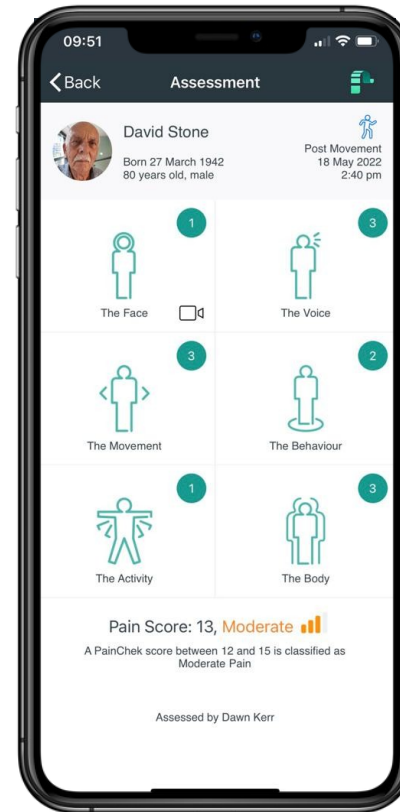 09:51
Back
Assessment
David Stone
Born 27 March 1942
80 years old, male
Post Movement
18 May 2022
2:40 pm
1
The Face
3
The Voice
3
The Movement
2
The Behaviour
1
The Activity
3
The Body
Pain Score: 13, Moderate
A PainChek score between 12 and 15 is classified as
Moderate Pain
Assessed by Dawn Kerr